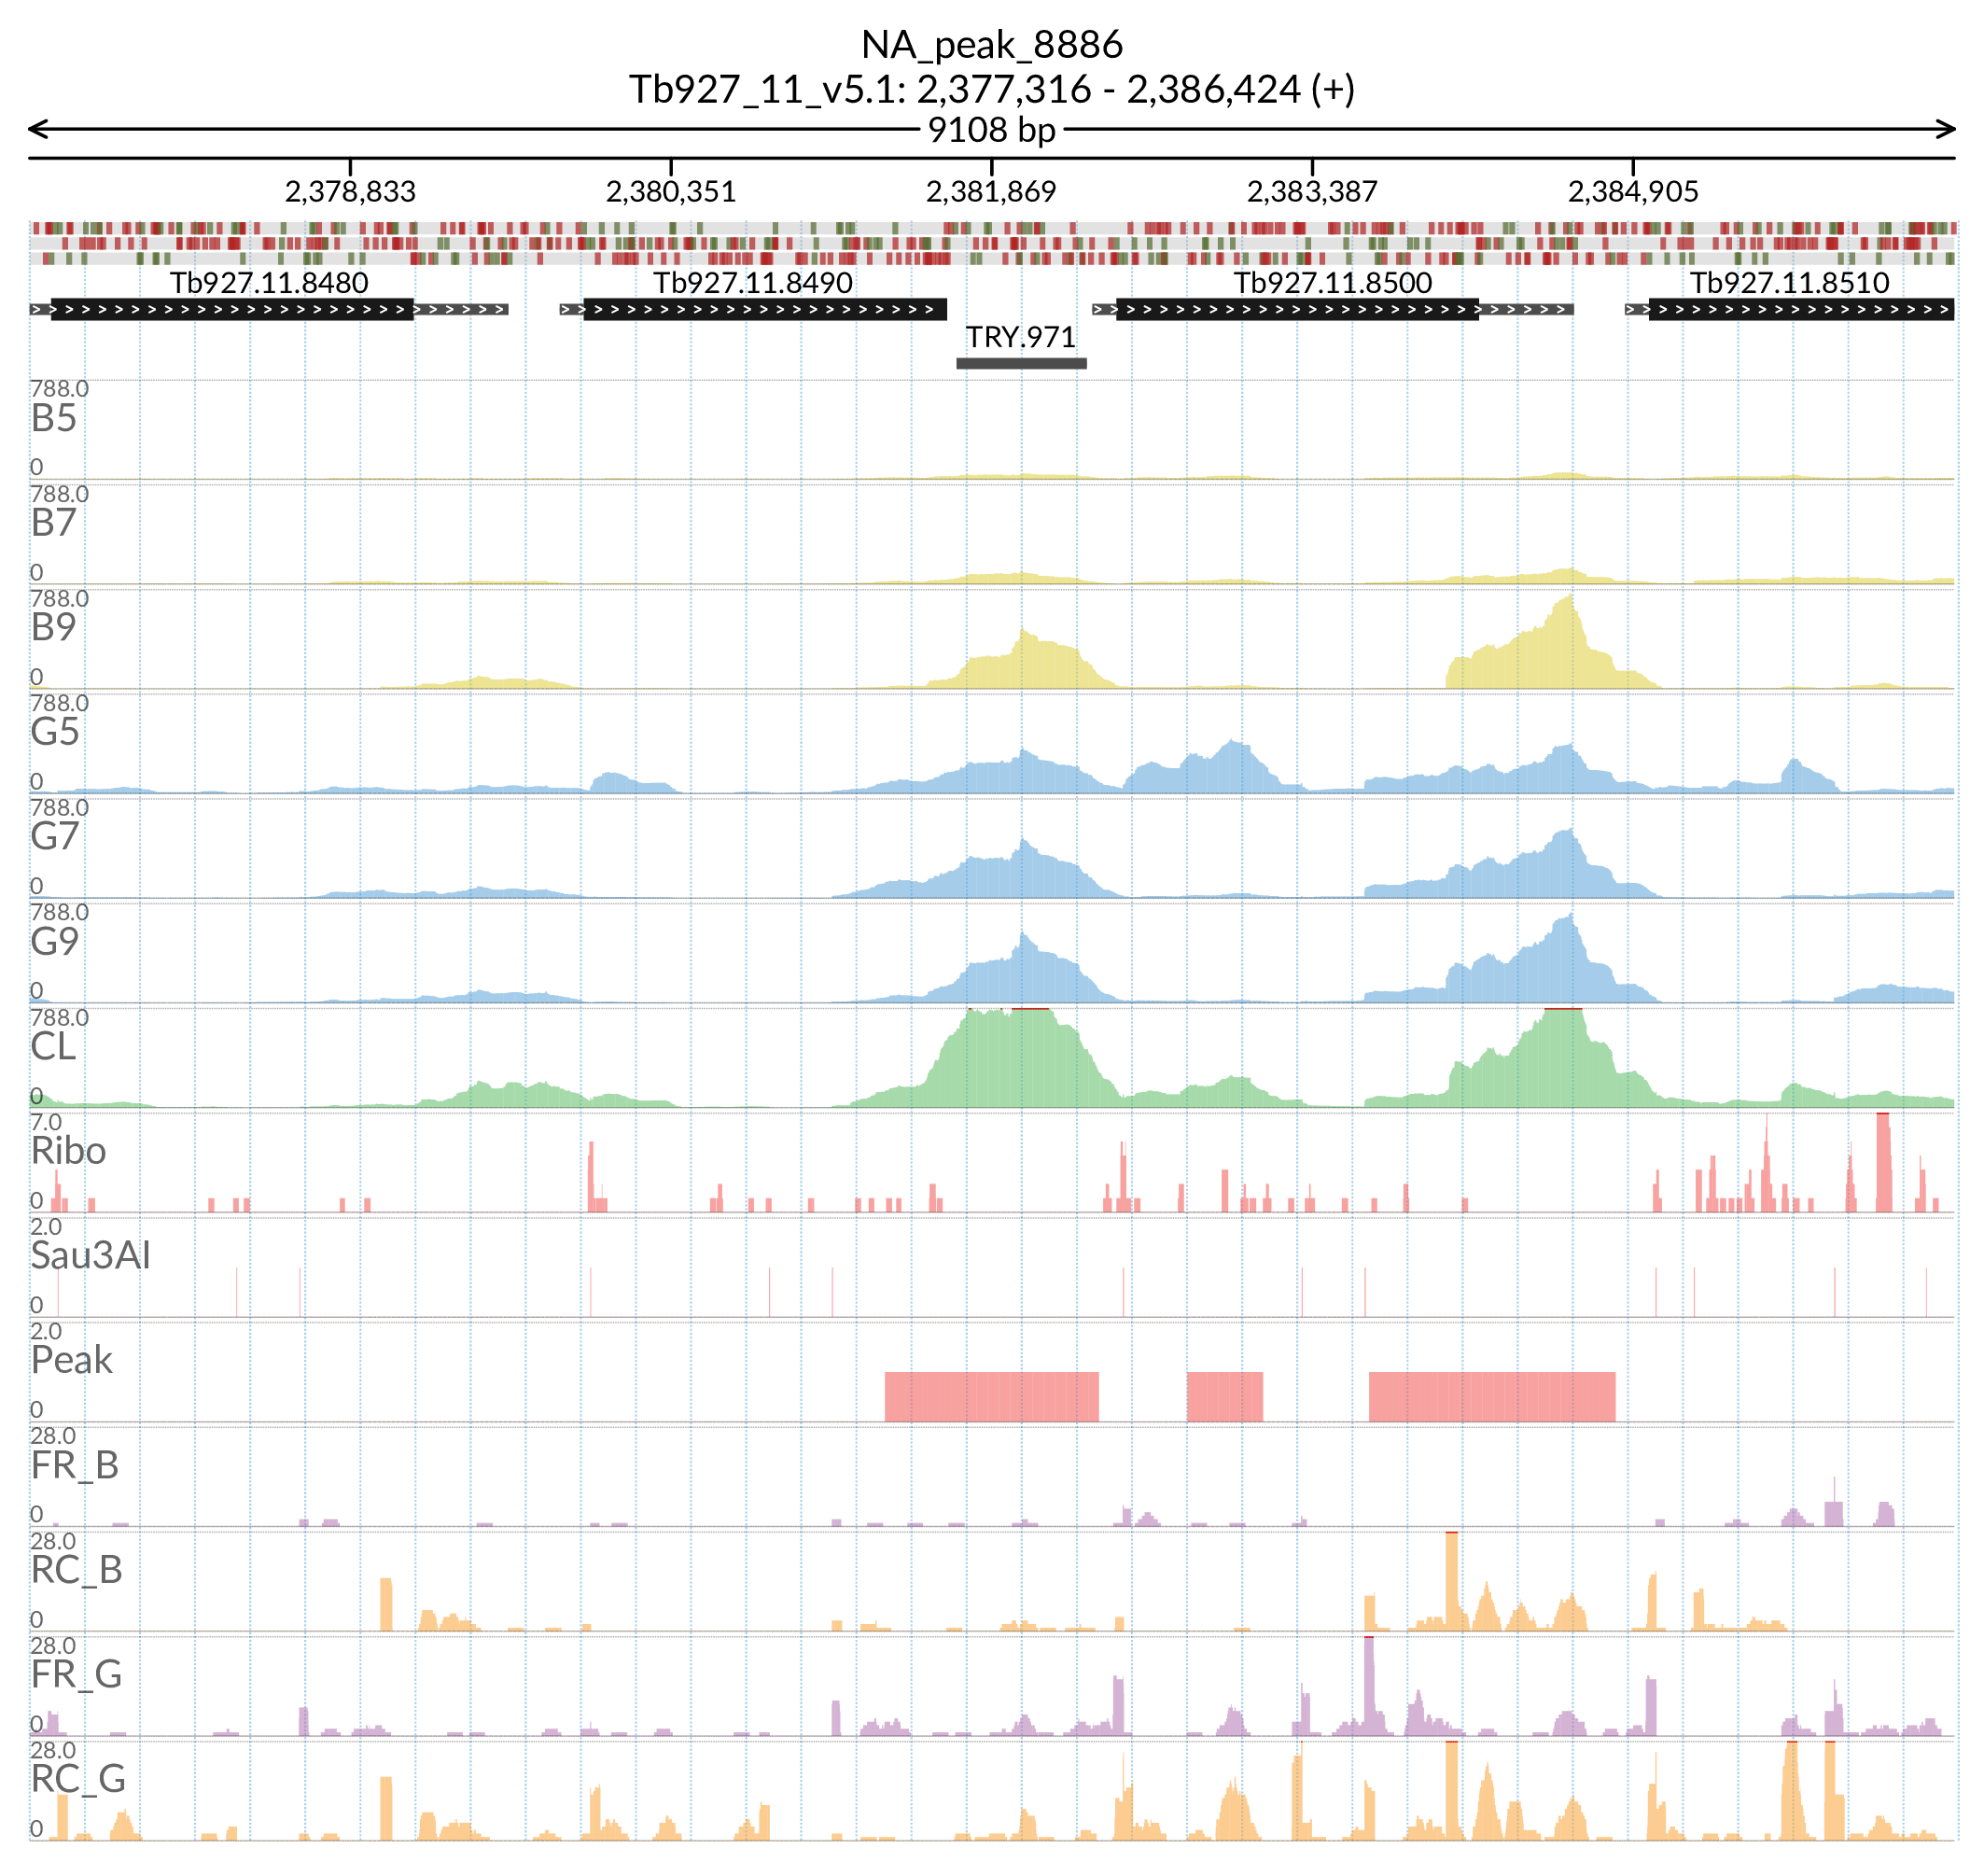 NA_peak_8886
Tb927_11_v5.1: 2,377,316 - 2,386,424 (+)
9108 bp
2,378,833 2,380,351 2,381,869 2,383,387 2,384,905
Tb927.11.8480 Tb927.11.8490 Tb927.11.8500 Tb927.11.8510
TRY.971
788.0
B5
0
788.0
B7
0
788.0
B9
0
788.0
G5
0
788.0
G7
0
788.0
G9
0
788.0
CL
0
7.0
Ribo
0
2.0
Sau3AI
0
2.0
Peak
0
28.0
FR_B
0
28.0
RC_B
0
28.0
FR_G
0
28.0
RC_G
0